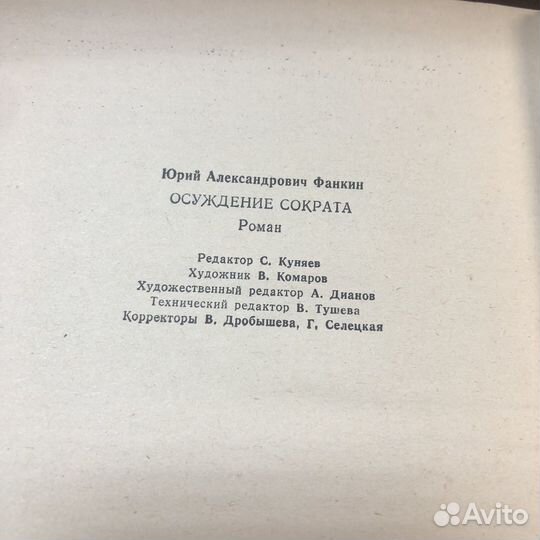 Юрий Александрович Фанкин
ОСУЖДЕНИЕ СОКРАТА
Роман
Редактор С. Куняев
Художник В. Комаров
Художественный редактор А. Дианов
Технический редактор В. Тушева
Корректоры В. Дробышева, Г. Селецкая
Avito